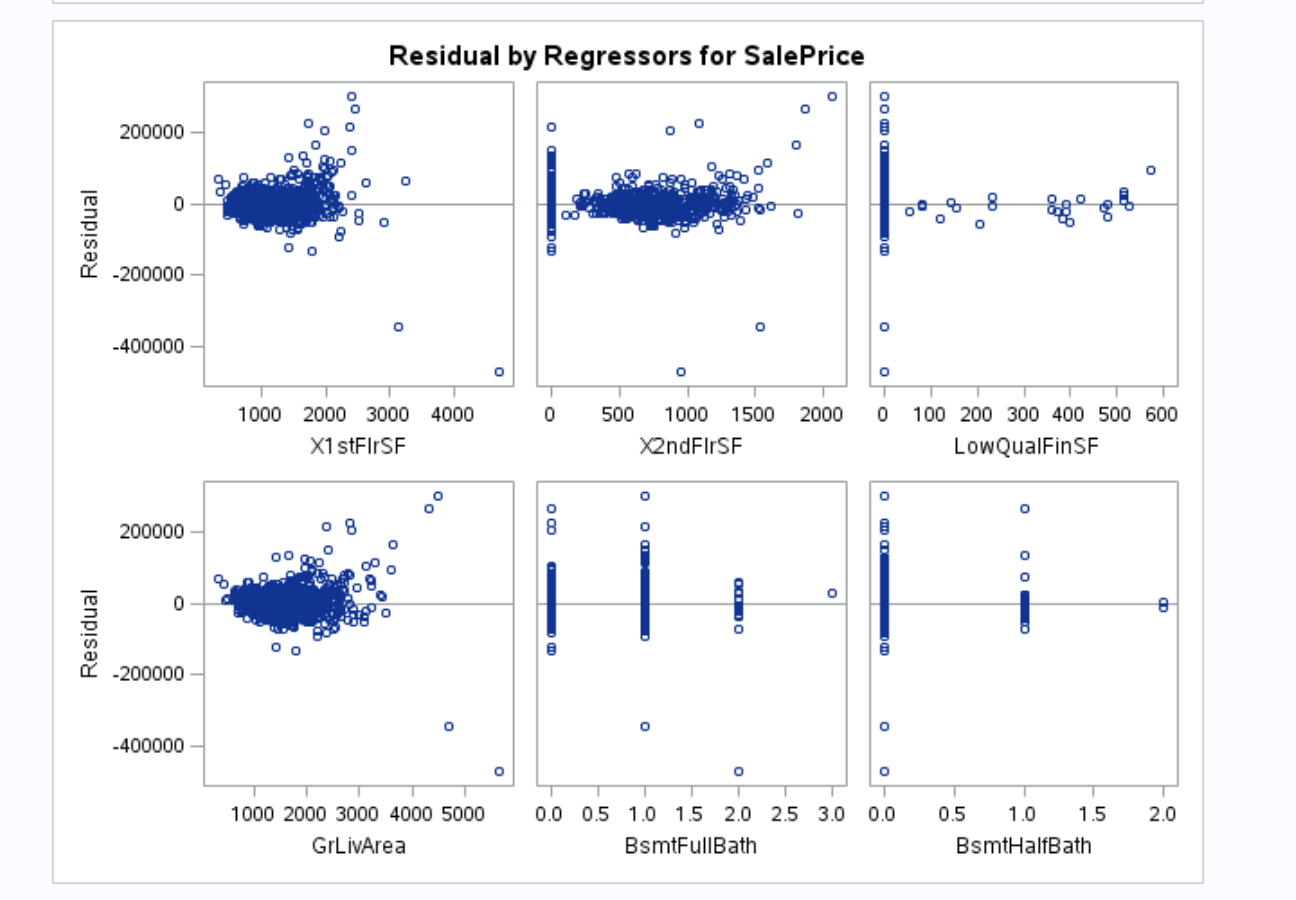 Residual by Regressors for SalePrice
Residual
200000
0
-200000
-400000
1000 2000 3000 4000
X1stFlrSF
0 500 1000 1500 2000
X2ndFlrSF
0 100 200 300 400 500 600
LowQualFinSF
Residual
200000
0
-200000
-400000
1000 2000 3000 4000 5000
GrLivArea
0.0 0.5 1.0 1.5 2.0 2.5 3.0
BsmtFullBath
0.0 0.5 1.0 1.5 2.0
BsmtHalfBath